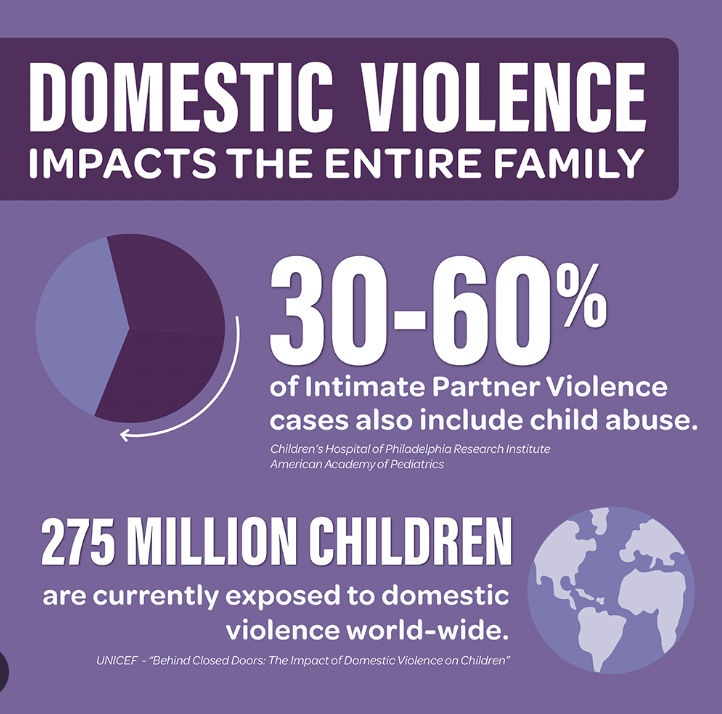 DOMESTIC VIOLENCE
IMPACTS THE ENTIRE FAMILY
30-60%
of Intimate Partner Violence
cases also include child abuse.
Children's Hospital of Philadelphia Research Institute
American Academy of Pediatrics
275 MILLION CHILDREN
are currently exposed to domestic
violence world-wide.
UNICEF - "Behind Closed Doors: The Impact of Domestic Violence on Children"